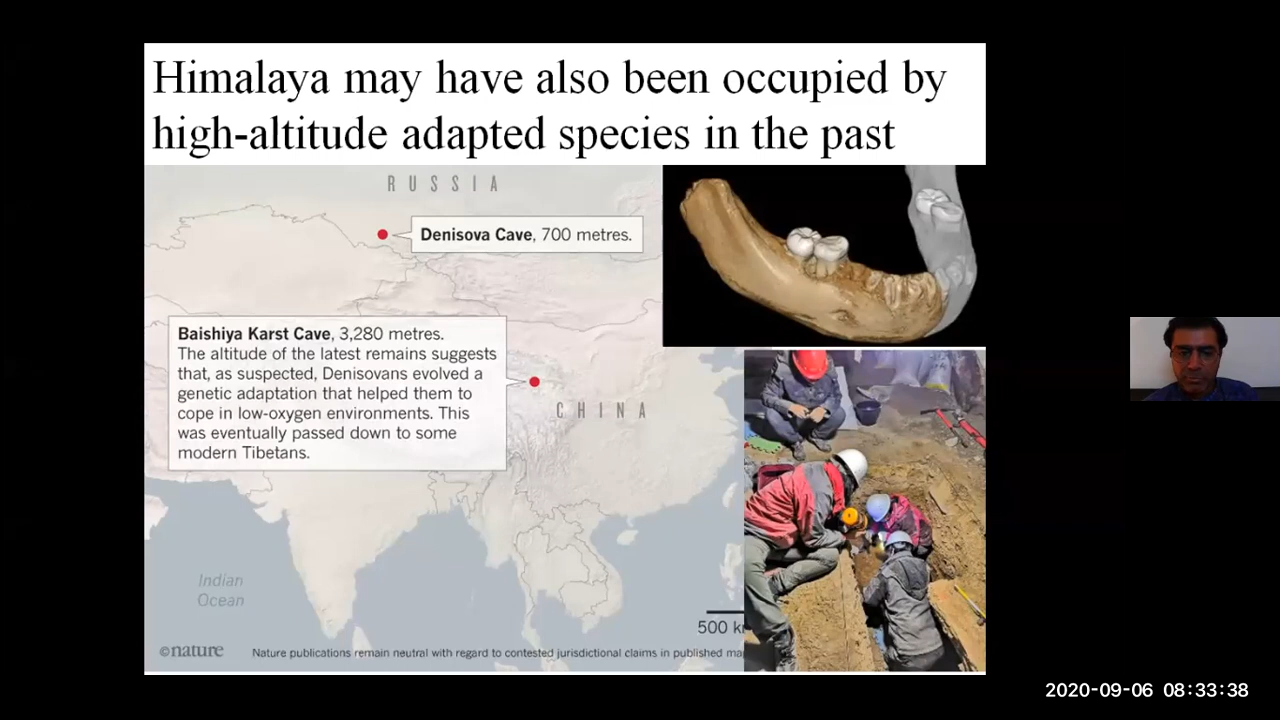 Himalaya may have also been occupied by
high-altitude adapted species in the past
RUSSIA
Denisova Cave, 700 metres.
Baishiya Karst Cave, 3,280 metres.
The altitude of the latest remains suggests
that, as suspected, Denisovans evolved a
genetic adaptation that helped them to
cope in low-oxygen environments. This
was eventually passed down to some
modern Tibetans.
CHINA
Indian
Ocean
500
©nature
Nature publications remain neutral with regard to contested jurisdictional claims in published
2020-09-06 08:33:38